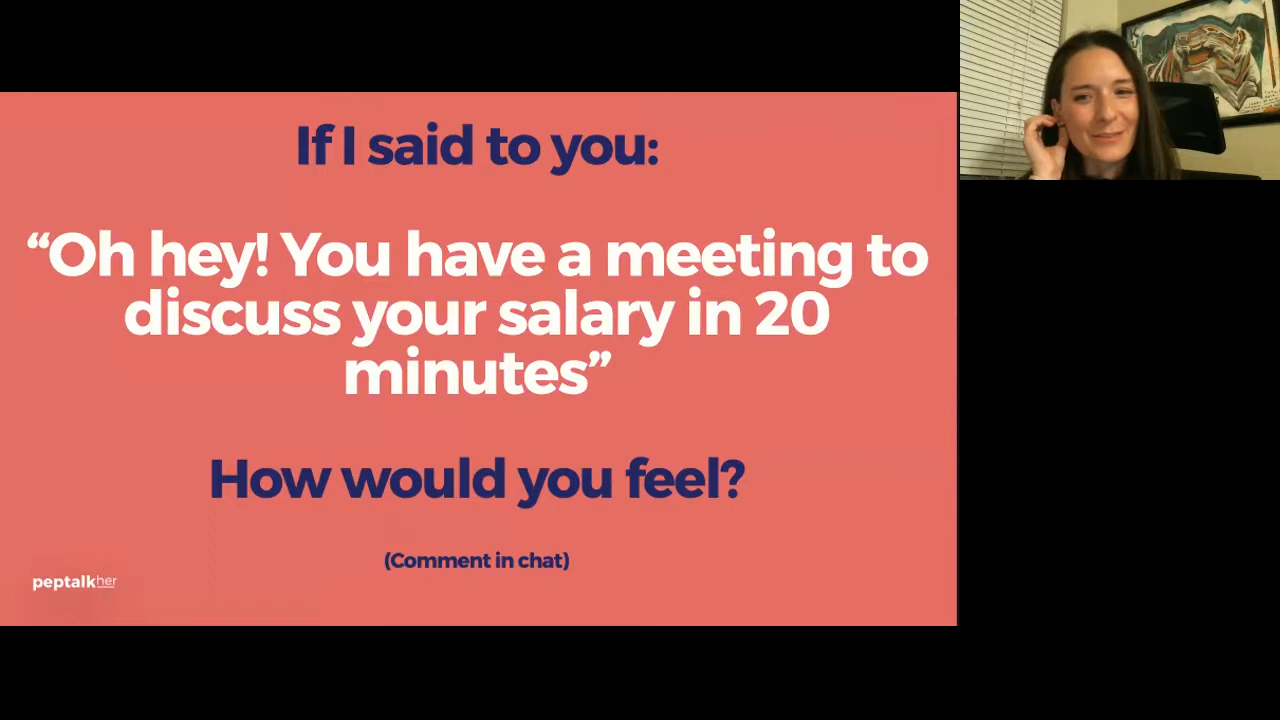 If I said to you:
“Oh hey! You have a meeting to
discuss your salary in 20
minutes”
How would you feel?
(Comment in chat)
peptalkher